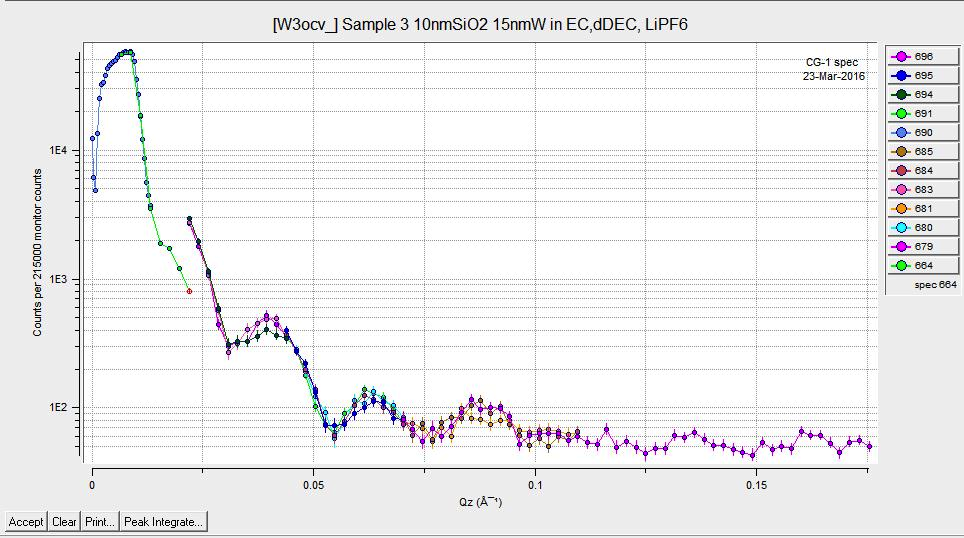 [W3ocv_] Sample 3 10nmSiO2 15nmW in EC,dDEC, LiPF6
CG-1 spec
23-Mar-2016
696
695
694
691
690
685
684
683
681
680
679
664
spec 664
Counts per 215000 monitor counts
1E4
1E3
1E2
0
0.05
0.1
0.15
Qz (Å¯¹)
Accept
Clear
Print...
Peak Integrate...